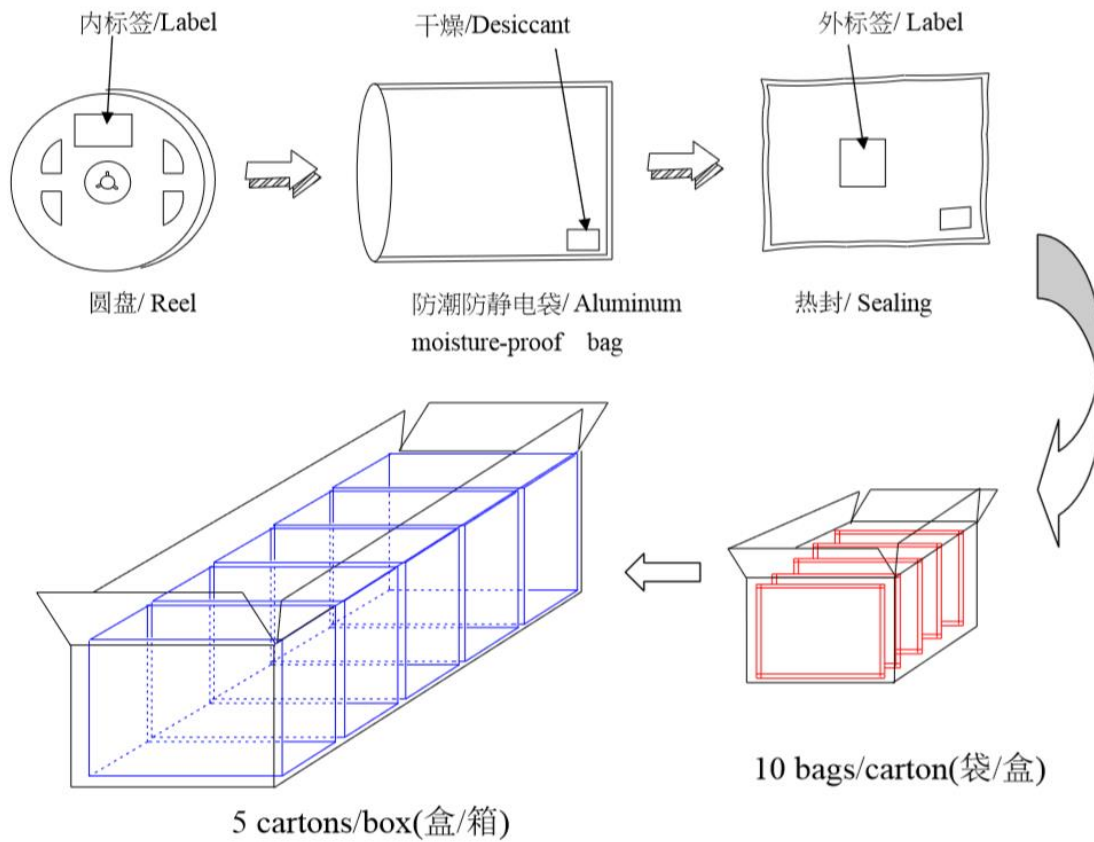 内标签/Label
干燥/Desiccant
外标签/ Label
圆盘/ Reel
防潮防静电袋/ Aluminum
moisture-proof bag
热封/ Sealing
10 bags/carton(袋/盒)
5 cartons/box(盒/箱)